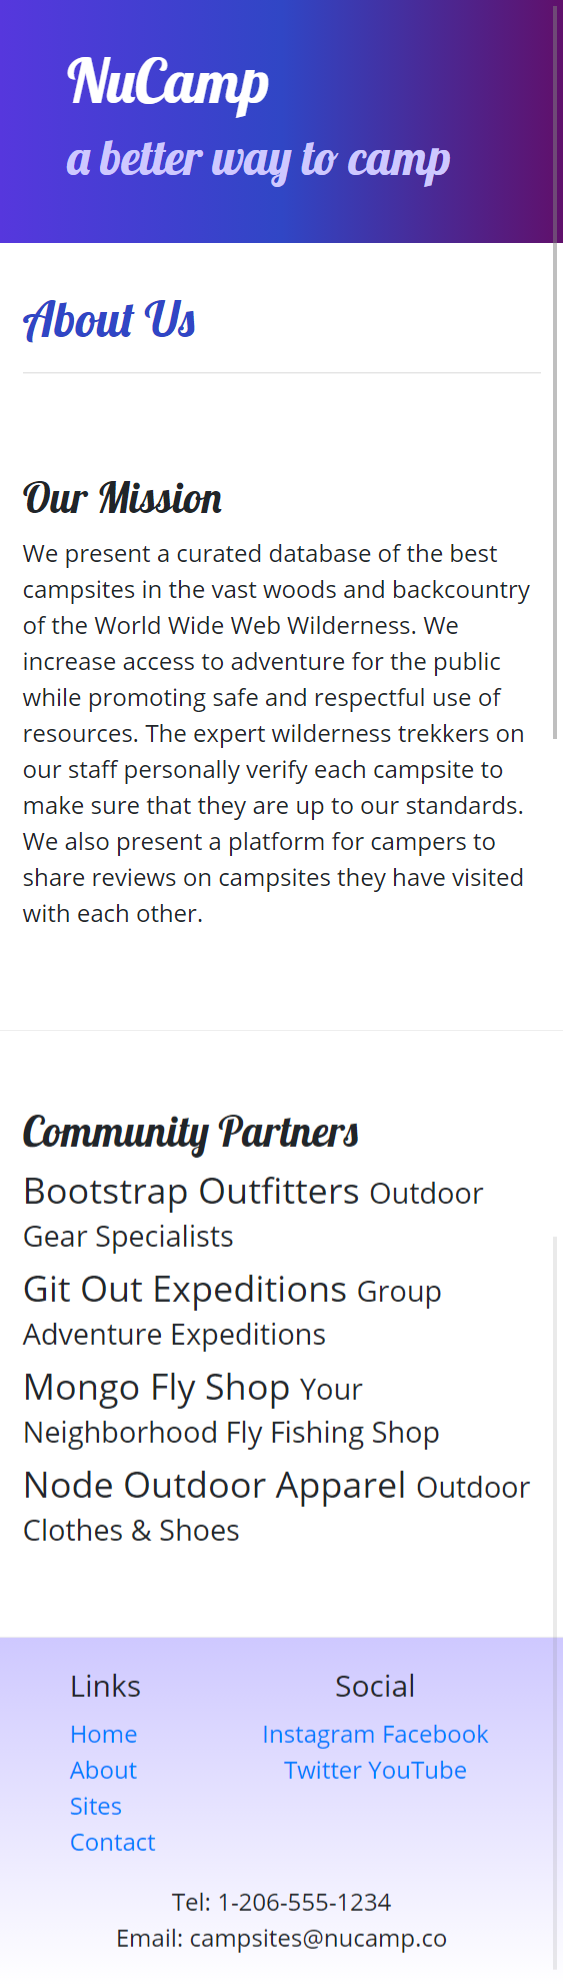 NuCamp
a better way to camp
About Us
Our Mission
We present a curated database of the best
campsites in the vast woods and backcountry
of the World Wide Web Wilderness. We
increase access to adventure for the public
while promoting safe and respectful use of
resources. The expert wilderness trekkers on
our staff personally verify each campsite to
make sure that they are up to our standards.
We also present a platform for campers to
share reviews on campsites they have visited
with each other.
Community Partners
Bootstrap Outfitters Outdoor
Gear Specialists
Git Out Expeditions Group
Adventure Expeditions
Mongo Fly Shop Your
Neighborhood Fly Fishing Shop
Node Outdoor Apparel Outdoor
Clothes & Shoes
Links
Home
About
Sites
Contact
Social
Instagram Facebook
Twitter YouTube
Tel: 1-206-555-1234
Email: campsites@nucamp.co